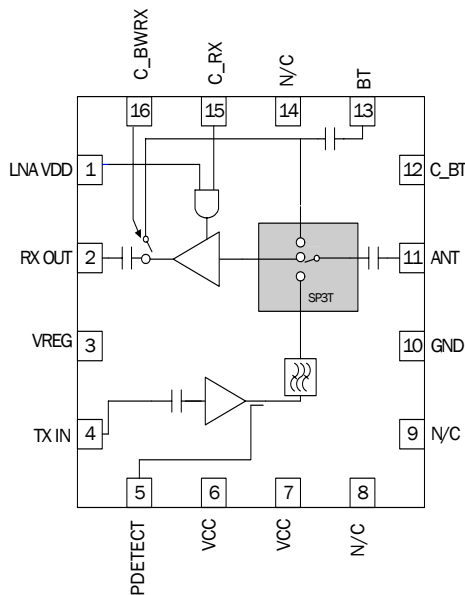 C_BWRX
C_RX
N/C
BT
16
15
14
13
LNA VDD
1
12
C_BT
RX OUT
2
11
ANT
SP3T
VREG
3
10
GND
TX IN
4
9
N/C
5
6
7
8
PDETECT
VCC
VCC
N/C